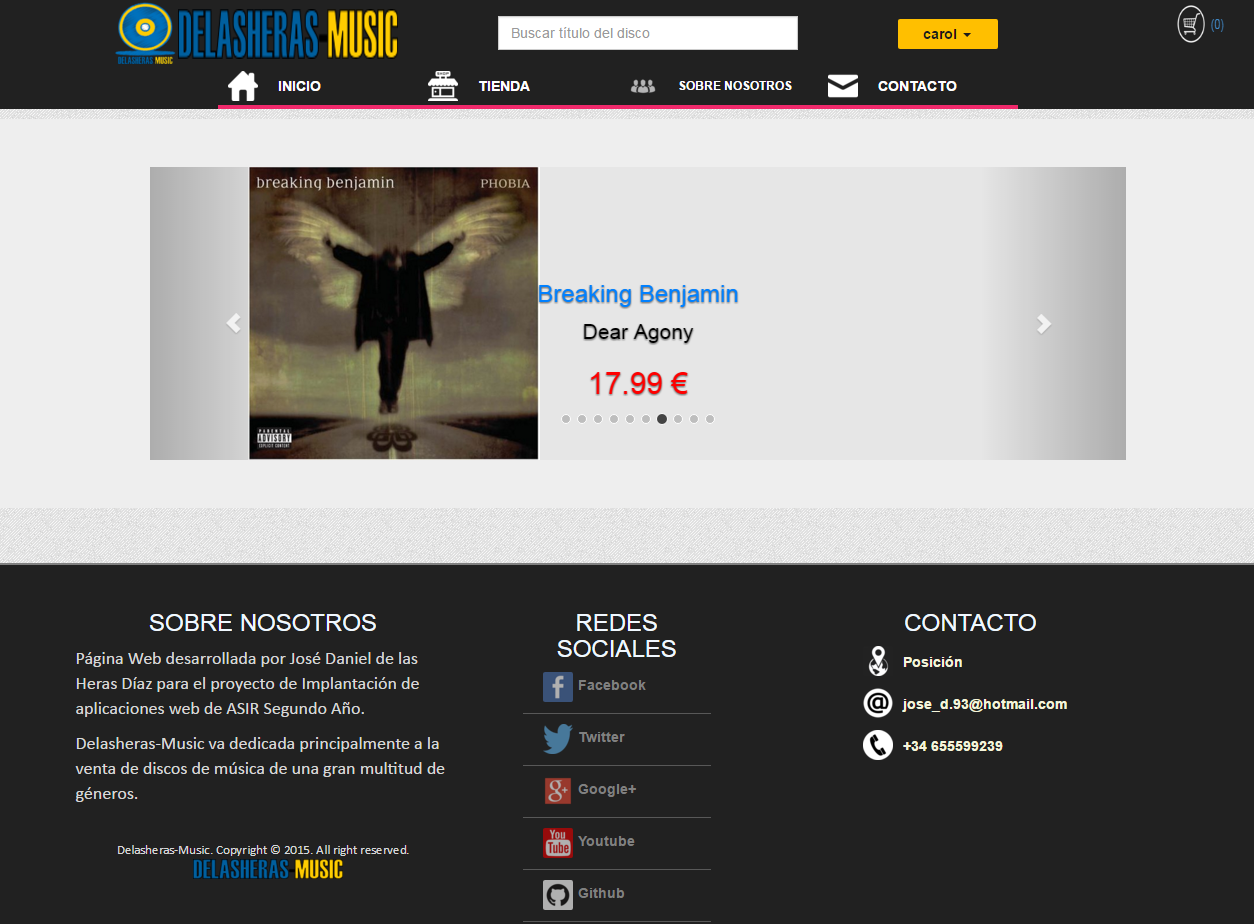 DELASHERAS-MUSIC
DELASHERAS MUSIC
Buscar título del disco
carol
(0)
INICIO
SHOP
TIENDA
SOBRE NOSOTROS
CONTACTO
breaking benjamin
PHOBIA
Breaking Benjamin
Dear Agony
17.99 €
PARENTAL
ADVISORY
EXPLICIT CONTENT
SOBRE NOSOTROS
Página Web desarrollada por José Daniel de las
Heras Díaz para el proyecto de Implantación de
aplicaciones web de ASIR Segundo Año.
Delasheras-Music va dedicada principalmente a la
venta de discos de música de una gran multitud de
géneros.
Delasheras-Music. Copyright © 2015. All right reserved.
DELASHERAS-MUSIC
REDES
SOCIALES
Facebook
Twitter
Google+
You
Tube
Youtube
Github
CONTACTO
Posición
jose_d.93@hotmail.com
+34 655599239